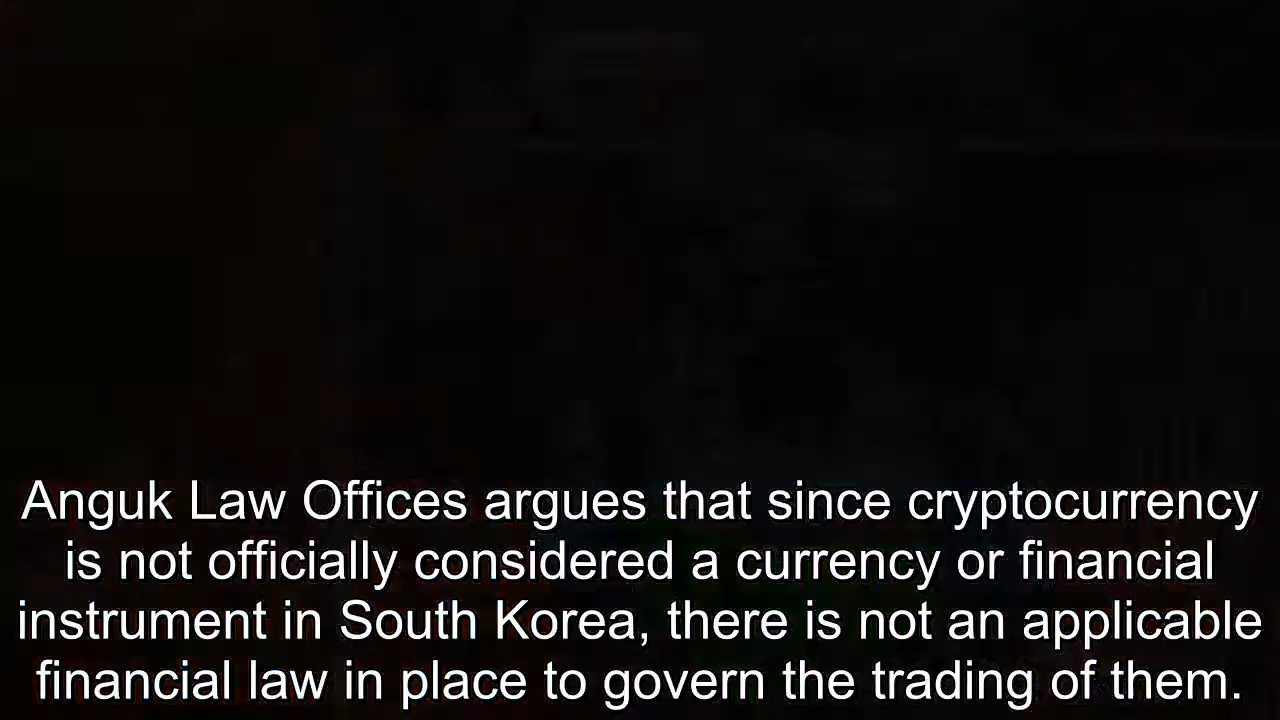 Anguk Law Offices argues that since cryptocurrency
is not officially considered a currency or financial
instrument in South Korea, there is not an applicable
financial law in place to govern the trading of them.